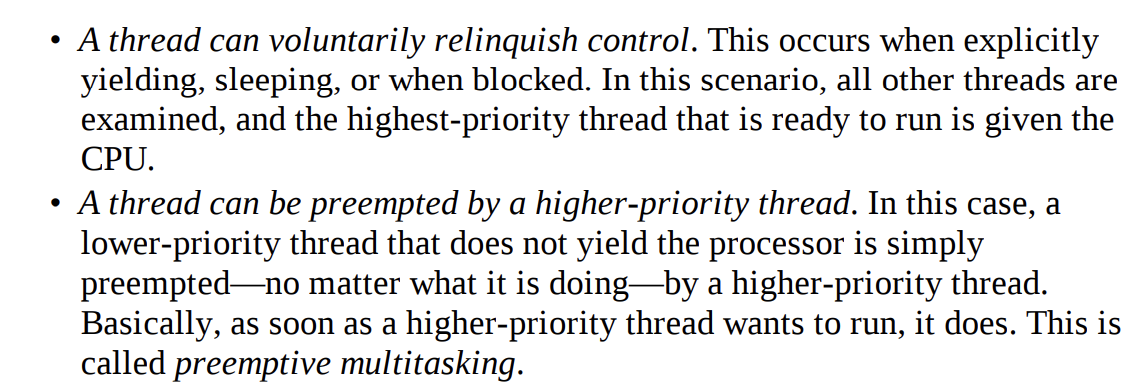 • A thread can voluntarily relinquish control. This occurs when explicitly
yielding, sleeping, or when blocked. In this scenario, all other threads are
examined, and the highest-priority thread that is ready to run is given the
CPU.
• A thread can be preempted by a higher-priority thread. In this case, a
lower-priority thread that does not yield the processor is simply
preempted—no matter what it is doing—by a higher-priority thread.
Basically, as soon as a higher-priority thread wants to run, it does. This is
called preemptive multitasking.